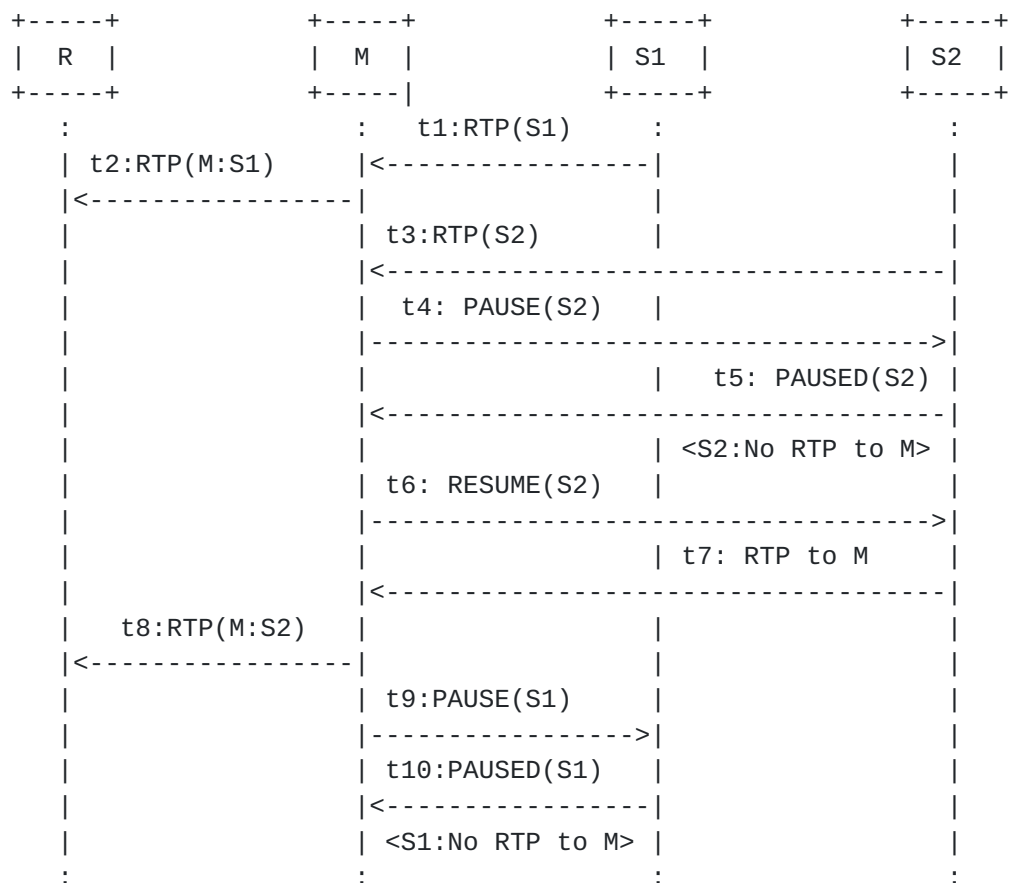 +-----+            +-----+            +-----+            +-----+
|  R  |            |  M  |            | S1  |            | S2  |
+-----+            +-----|            +-----+            +-----+
   :                  :   t1:RTP(S1)     :                  :
   | t2:RTP(M:S1)     |<-----------------|                  |
   |<-----------------|                  |                  |
   |                  | t3:RTP(S2)       |                  |
   |                  |<------------------------------------|
   |                  |  t4: PAUSE(S2)   |                  |
   |                  |------------------------------------>|
   |                  |                  |   t5: PAUSED(S2) |
   |                  |<------------------------------------|
   |                  |                  | <S2:No RTP to M> |
   |                  | t6: RESUME(S2)   |                  |
   |                  |------------------------------------>|
   |                  |                  | t7: RTP to M     |
   |                  |<------------------------------------|
   |   t8:RTP(M:S2)   |                  |                  |
   |<-----------------|                  |                  |
   |                  | t9:PAUSE(S1)     |                  |
   |                  |----------------->|                  |
   |                  | t10:PAUSED(S1)   |                  |
   |                  |<-----------------|                  |
   |                  | <S1:No RTP to M> |                  |
   :                  :                  :                  :